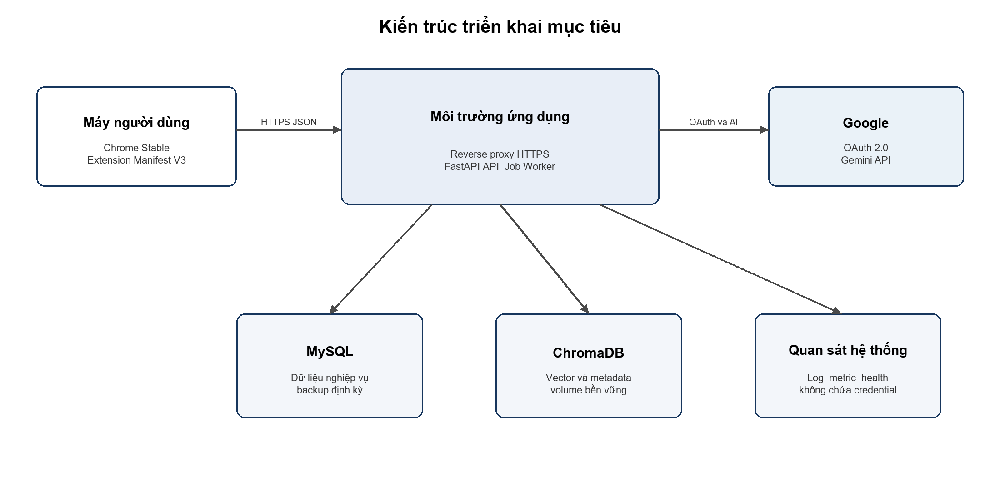 Kiến trúc triển khai mục tiêu
Máy người dùng
Chrome Stable
Extension Manifest V3
HTTPS JSON
Môi trường ứng dụng
Reverse proxy HTTPS
FastAPI API  Job Worker
OAuth và AI
Google
OAuth 2.0
Gemini API
MySQL
Dữ liệu nghiệp vụ
backup định kỳ
ChromaDB
Vector và metadata
volume bền vững
Quan sát hệ thống
Log  metric  health
không chứa credential